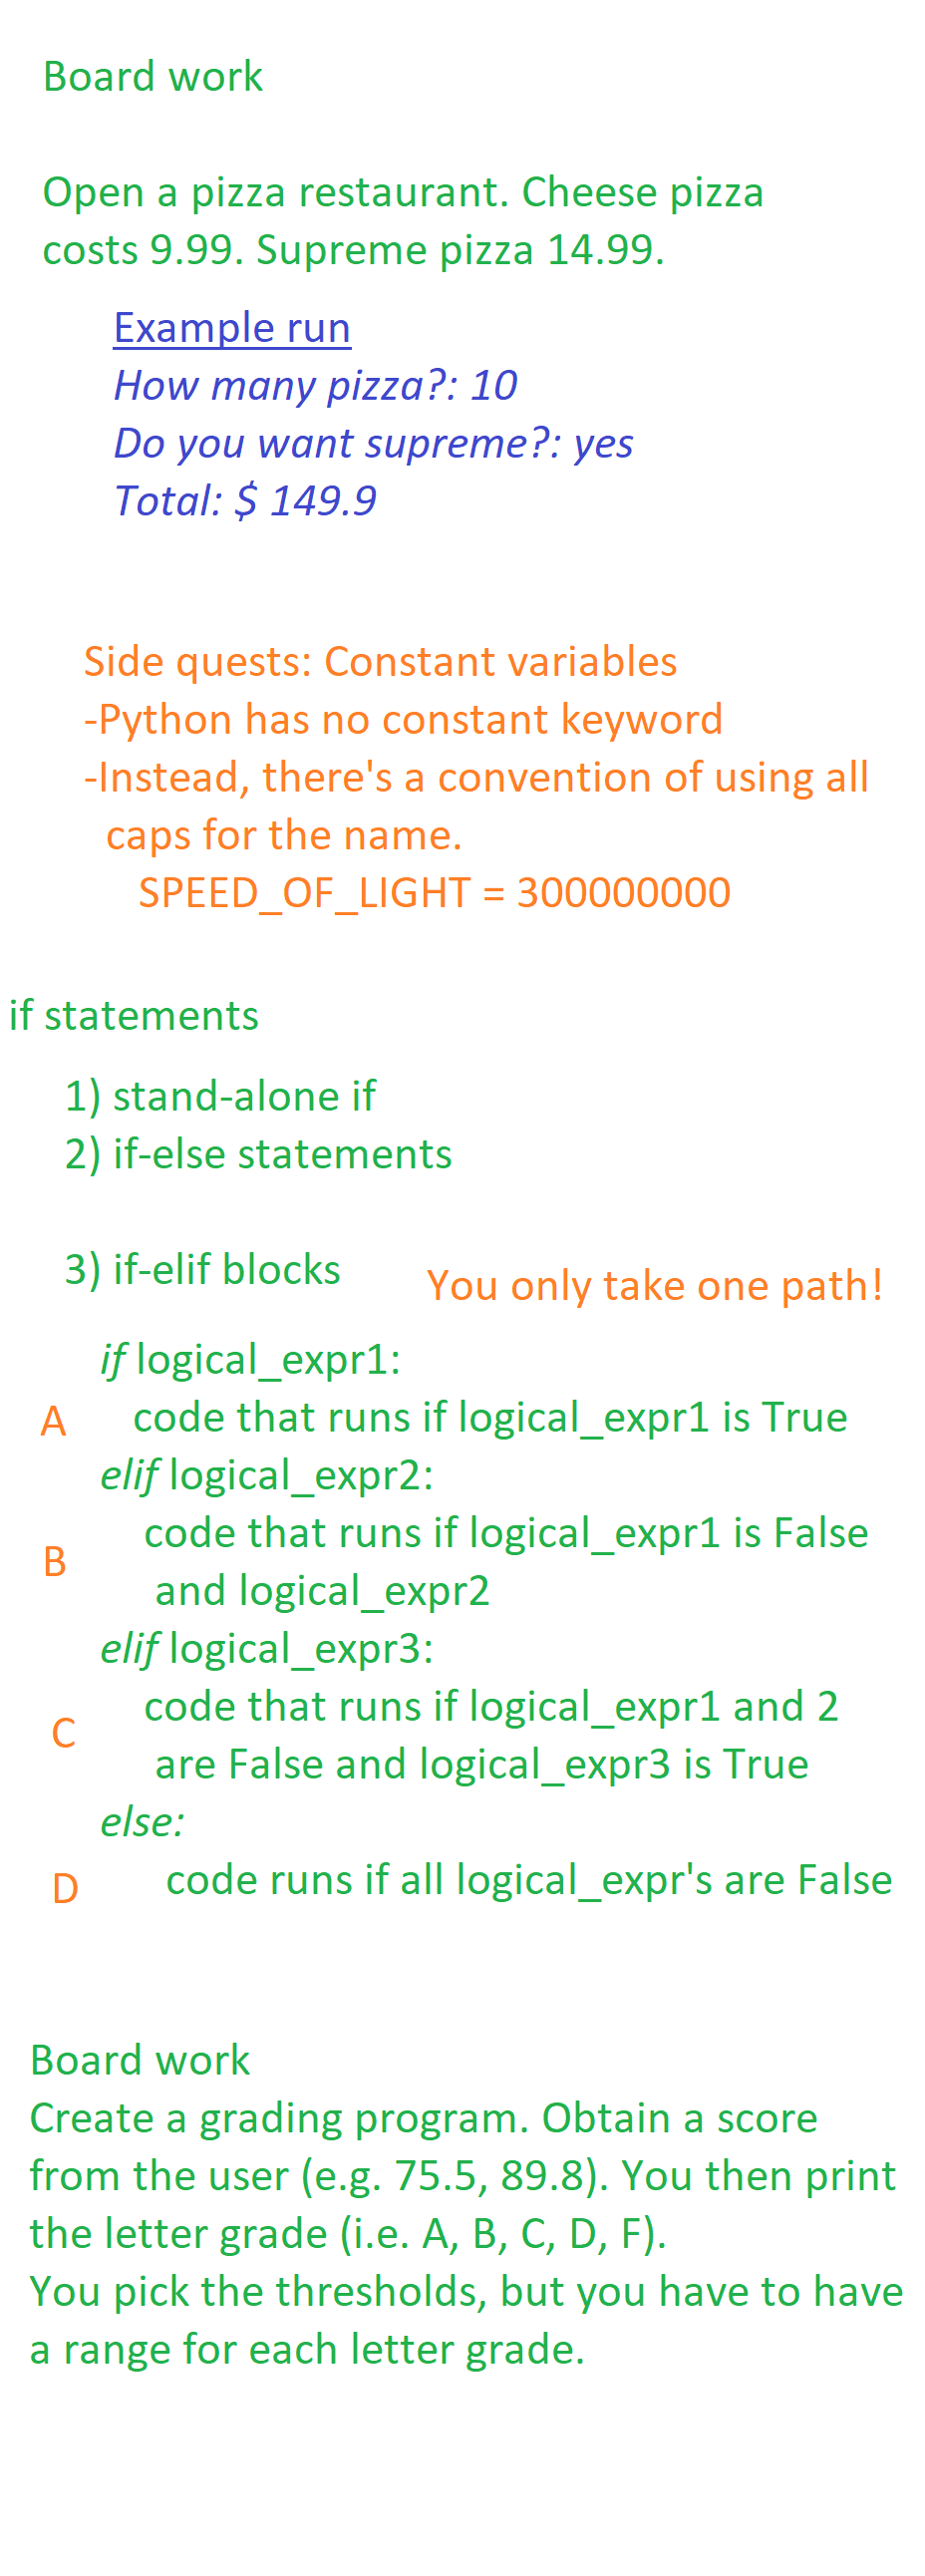 Board work
Open a pizza restaurant. Cheese pizza
costs 9.99. Supreme pizza 14.99.
Example run
How many pizza?: 10
Do you want supreme?: yes
Total: $ 149.9
Side quests: Constant variables
-Python has no constant keyword
-Instead, there's a convention of using all
caps for the name.
SPEED_OF_LIGHT = 300000000
if statements
1) stand-alone if
2) if-else statements
3) if-elif blocks
You only take one path!
if logical_expr1:
A code that runs if logical_expr1 is True
elif logical_expr2:
code that runs if logical_expr1 is False
B
and logical_expr2
elif logical_expr3:
code that runs if logical_expr1 and 2
C
are False and logical_expr3 is True
else:
D code runs if all logical_expr's are False
Board work
Create a grading program. Obtain a score
from the user (e.g. 75.5, 89.8). You then print
the letter grade (i.e. A, B, C, D, F).
You pick the thresholds, but you have to have
a range for each letter grade.